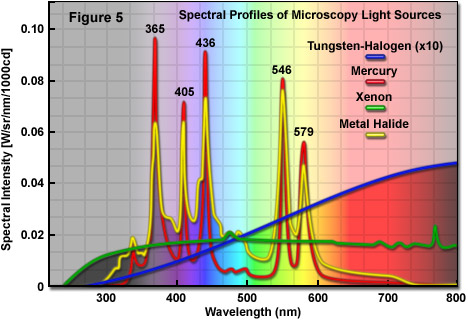 Figure 5
Spectral Profiles of Microscopy Light Sources
Tungsten-Halogen (x10)
Mercury
Xenon
Metal Halide
365
405
436
546
579
Spectral Intensity [W/sr/nm/1000cd]
0.10
0.08
0.06
0.04
0.02
0
300
400
500
600
700
800
Wavelength (nm)